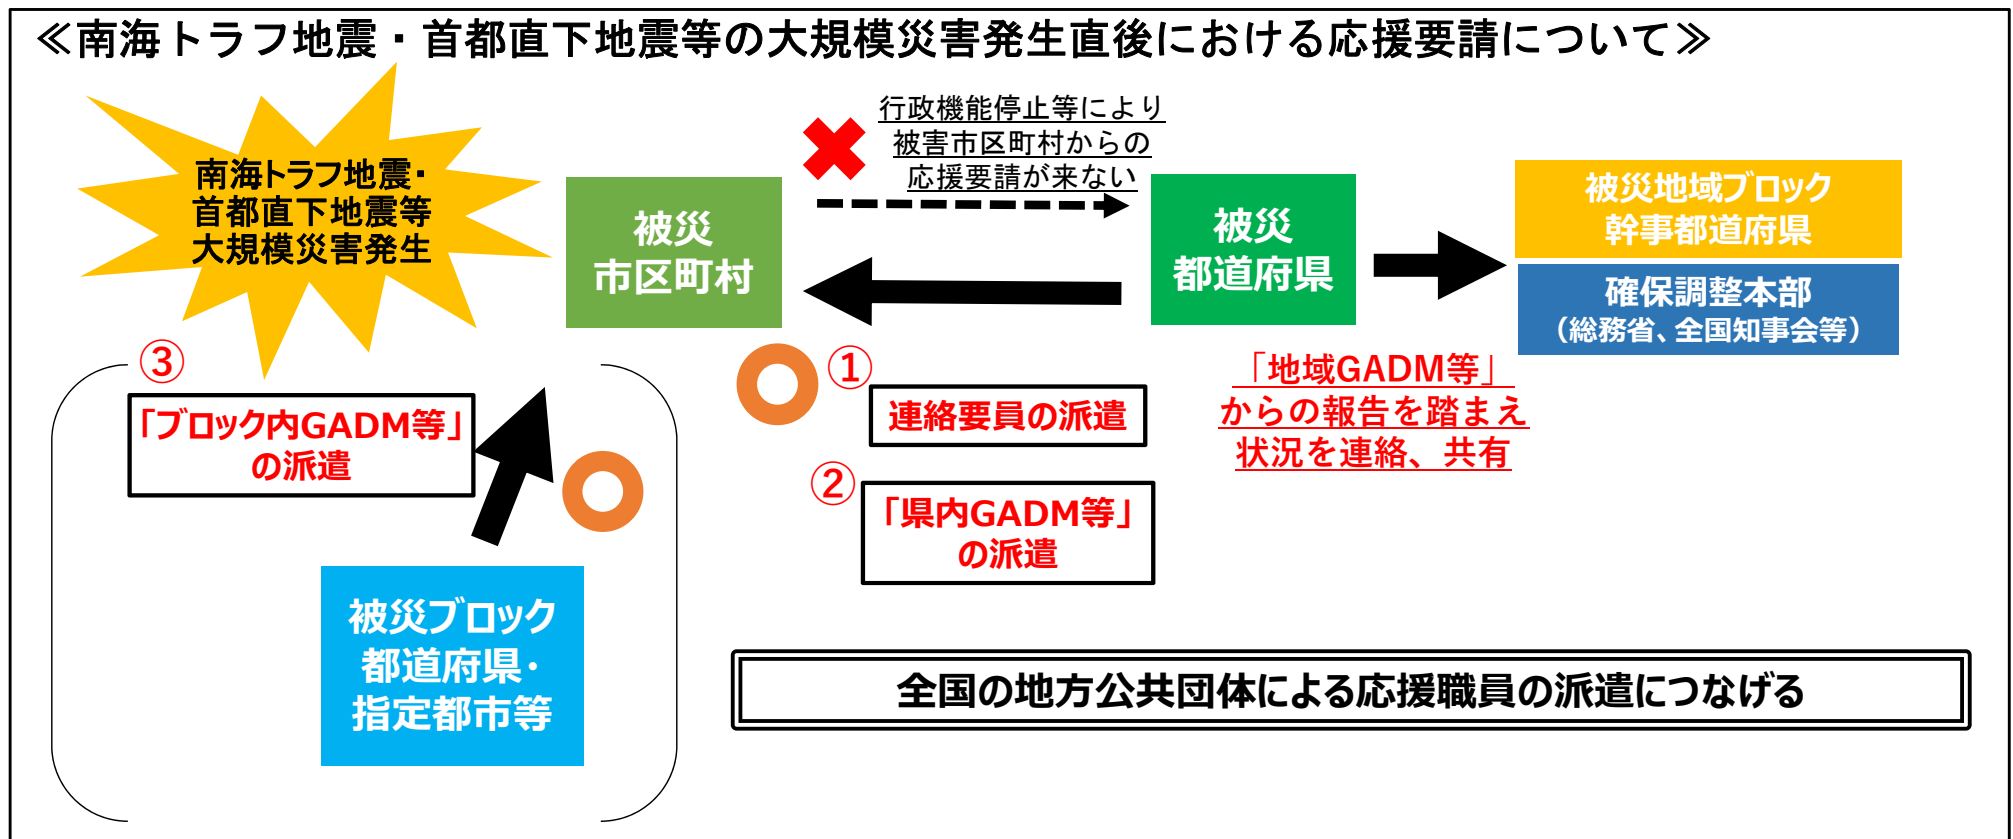 ≪南海トラフ地震・首都直下地震等の大規模災害発生直後における応援要請について≫
南海トラフ地震・
首都直下地震等
大規模災害発生
行政機能停止等により
被害市区町村からの
応援要請が来ない
被災
市区町村
被災
都道府県
被災地域ブロック
幹事都道府県
確保調整本部
（総務省、全国知事会等）
①
連絡要員の派遣
②
「県内GADM等」
の派遣
「地域GADM等」
からの報告を踏まえ
状況を連絡、共有
③
「ブロック内GADM等」
の派遣
被災ブロック
都道府県・
指定都市等
全国の地方公共団体による応援職員の派遣につなげる